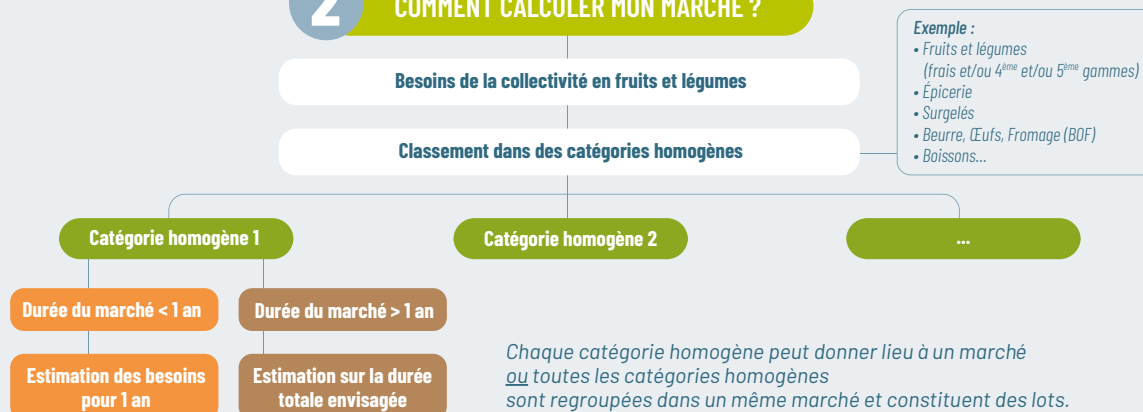 2
COMMENT CALCULER MON MARCHÉ ?
Besoins de la collectivité en fruits et légumes
Classement dans des catégories homogènes
Exemple :
• Fruits et légumes
(frais et/ou 4ème et/ou 5ème gammes)
• Épicerie
• Surgelés
• Beurre, Œufs, Fromage (BOF)
• Boissons...
Catégorie homogène 1
Catégorie homogène 2
...
Durée du marché < 1 an
Durée du marché > 1 an
Estimation des besoins
pour 1 an
Estimation sur la durée
totale envisagée
Chaque catégorie homogène peut donner lieu à un marché
ou toutes les catégories homogènes
sont regroupées dans un même marché et constituent des lots.